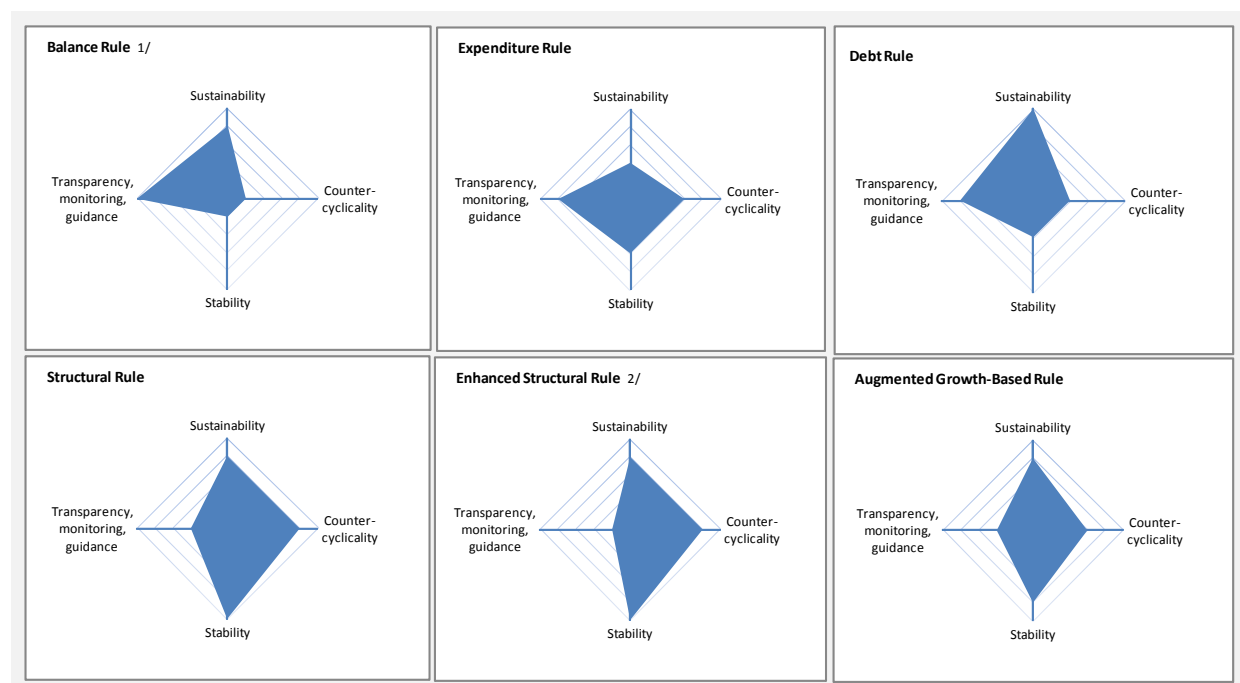 Balance Rule 1/
Sustainability
Transparency,
monitoring,
guidance
Counter-
cyclicality
Stability
Expenditure Rule
Sustainability
Transparency,
monitoring,
guidance
Counter-
cyclicality
Stability
Debt Rule
Sustainability
Transparency,
monitoring,
guidance
Counter-
cyclicality
Stability
Structural Rule
Sustainability
Transparency,
monitoring,
guidance
Counter-
cyclicality
Stability
Enhanced Structural Rule 2/
Sustainability
Transparency,
monitoring,
guidance
Counter-
cyclicality
Stability
Augmented Growth-Based Rule
Sustainability
Transparency,
monitoring,
guidance
Counter-
cyclicality
Stability